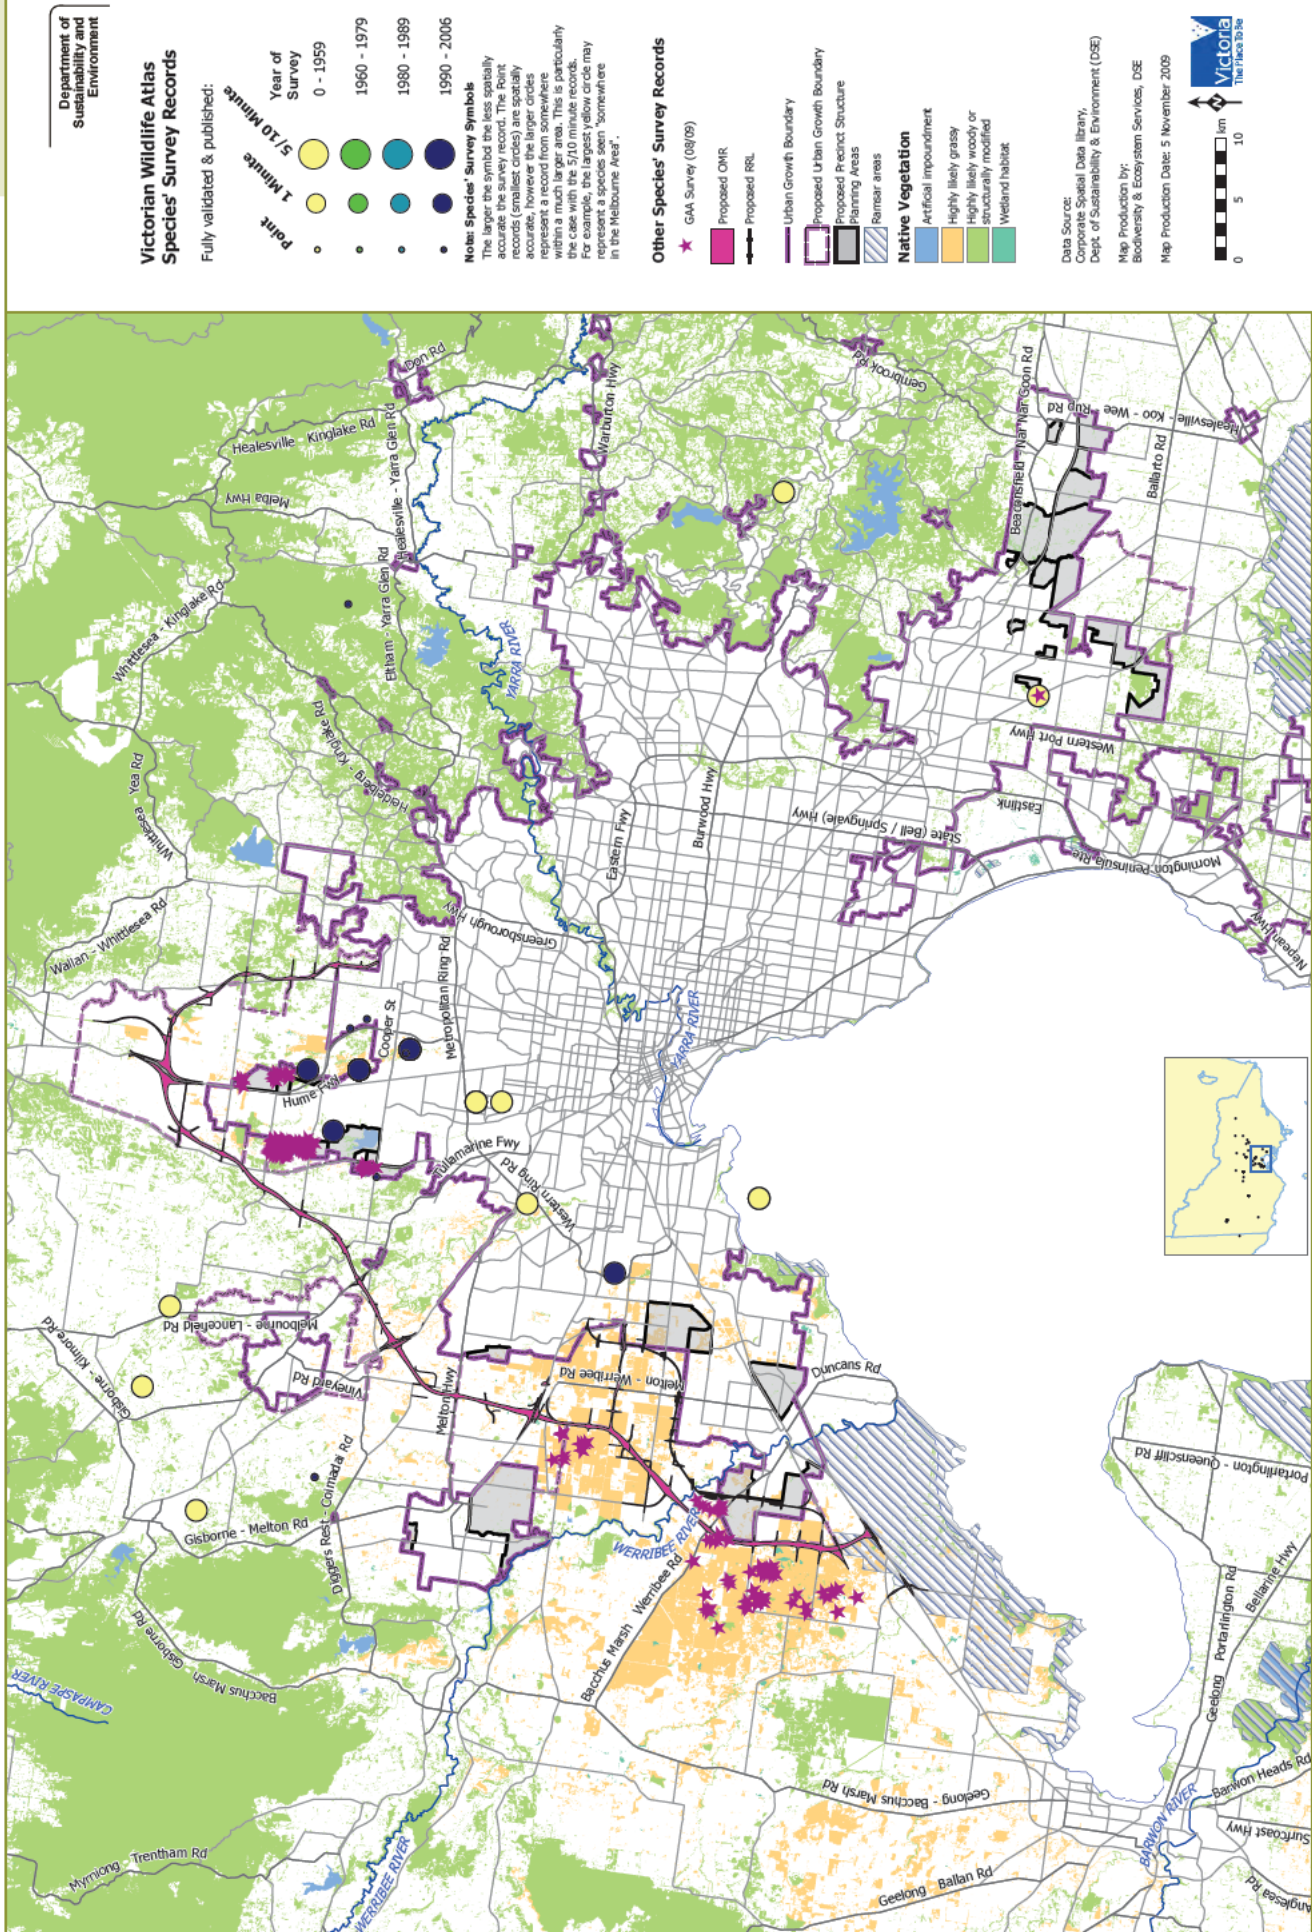 Department of
Sustainability and
Environment
Victorian Wildlife Atlas
Species' Survey Records
Fully validated & published:
Point
1 Minute
5/10 Minute
Year of
Survey
0 - 1959
1960 - 1979
1980 - 1989
1990 - 2006
Note: Species' Survey Symbols
The larger the symbol the less spatially
accurate the survey record. The Point
records (smallest circles) are spatially
accurate, however the larger circles
represent a record from somewhere
within a much larger area. This is particularly
the case with the 5/10 minute records.
For example, the largest yellow circle may
represent a species seen "somewhere
in the Melbourne Area".
Other Species' Survey Records
GAA Survey (08/09)
Proposed OMR
Proposed RRL
Urban Growth Boundary
Proposed Urban Growth Boundary
Proposed Precinct Structure
Planning Areas
Ramsar areas
Native Vegetation
Artificial impoundment
Highly likely grassy
Highly likely woody or
structurally modified
Wetland habitat
Data Source:
Corporate Spatial Data library,
Dept. of Sustainability & Environment (DSE)
Map Production by:
Biodiversity & Ecosystem Services, DSE
Map Production Date: 5 November 2009
0
5
10
km
N
Victoria
The Place To Be
CAMPASPE RIVER
Myrniong - Trentham Rd
WERRIBEE RIVER
Bacchus Marsh - Gisborne Rd
Gisborne - Melton Rd
Diggers Rest - Coimadai Rd
Gisborne - Kilmore Rd
Melbourne - Lancefield Rd
Vineyard Rd
Melton Hwy
Melton - Werribee Rd
Tullamarine Fwy
Western Ring Rd
Hume Fwy
Cooper St
Metropolitan Ring Rd
Greensborough Hwy
Wallan - Whittlesea Rd
Whittlesea - Yea Rd
Whittlesea - Kinglake Rd
Heidelberg - Kinglake Rd
Eltham - Yarra Glen Rd
Healesville - Yarra Glen Rd
Melba Hwy
Healesville - Kinglake Rd
Don Rd
YARRA RIVER
Warburton Hwy
Eastern Fwy
Burwood Hwy
State (Bell / Springvale) Hwy
YARRA RIVER
Gembrook Rd
Beaconsfield - Nar Nar Goon Rd
Healesville - Koo - Wee - Rup Rd
Ballarto Rd
Western Port Hwy
Eastlink
Mornington Peninsula Rte
Nepean Hwy
Duncans Rd
WERRIBEE RIVER
Bacchus Marsh - Werribee Rd
Geelong - Bacchus Marsh Rd
Geelong - Ballan Rd
BARWON RIVER
Geelong - Portarlington Rd
Bellarine Hwy
Portarlington - Queenscliff Rd
Barwon Heads Rd
Surfcoast Hwy
Anglesea Rd